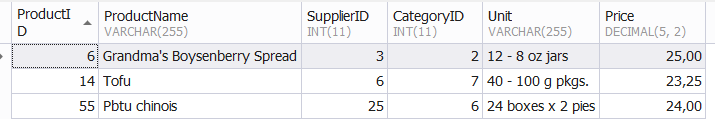 ProductI ProductName SupplierID CategoryID Unit Price
D VARCHAR(255) INT(11) INT(11) VARCHAR(255) DECIMAL(5, 2)
6 Grandma's Boysenberry Spread 3 2 12 - 8 oz jars 25,00
14 Tofu 6 7 40 - 100 g pkgs. 23,25
55 Pbtu chinois 25 6 24 boxes x 2 pies 24,00